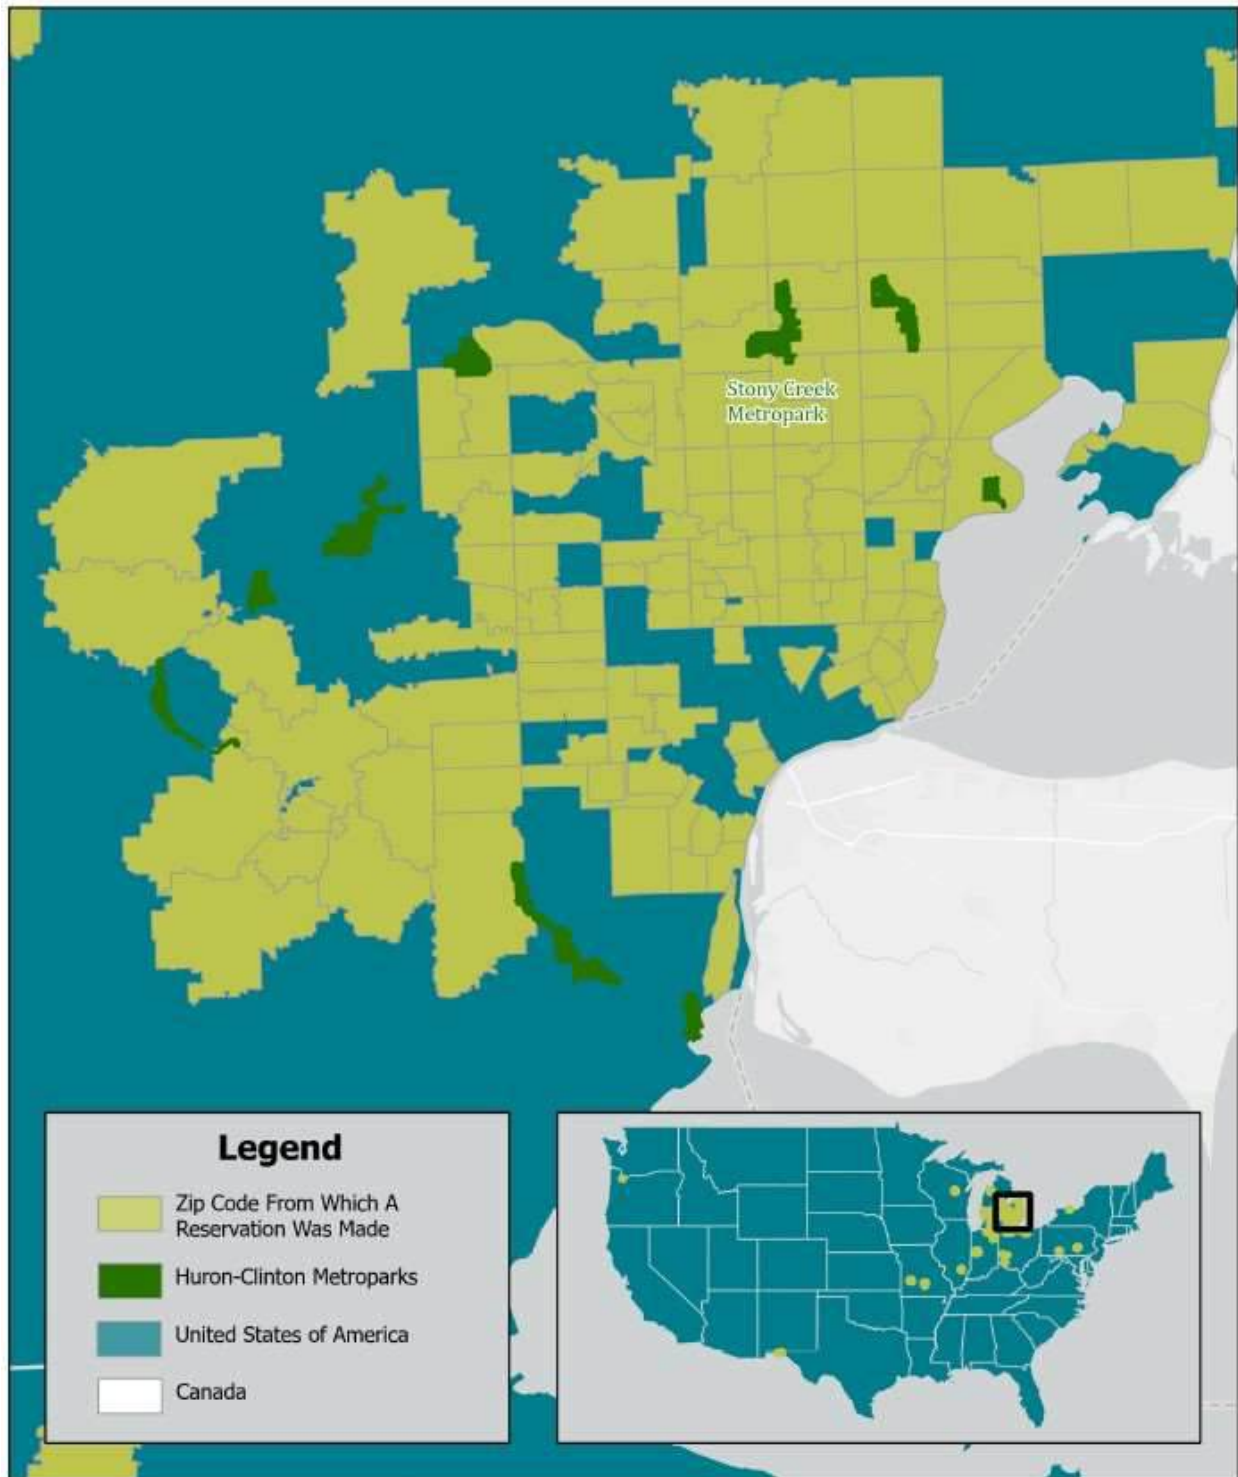 Stony Creek
Metropark
Legend
Zip Code From Which A
Reservation Was Made
Huron-Clinton Metroparks
United States of America
Canada